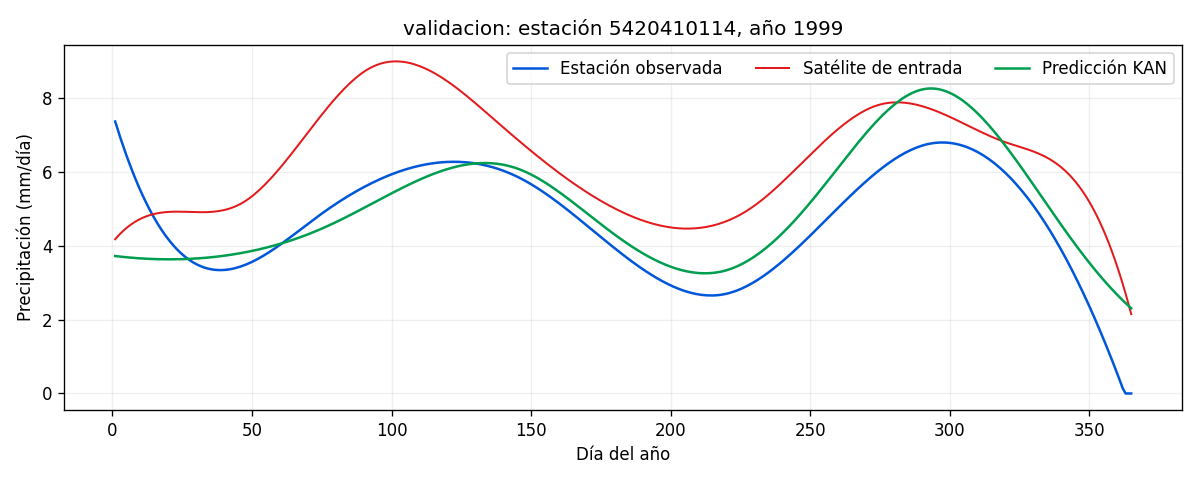 validacion: estación 5420410114, año 1999
Estación observada
Satélite de entrada
Predicción KAN
Precipitación (mm/día)
8
6
4
2
0
0 50 100 150 200 250 300 350
Día del año